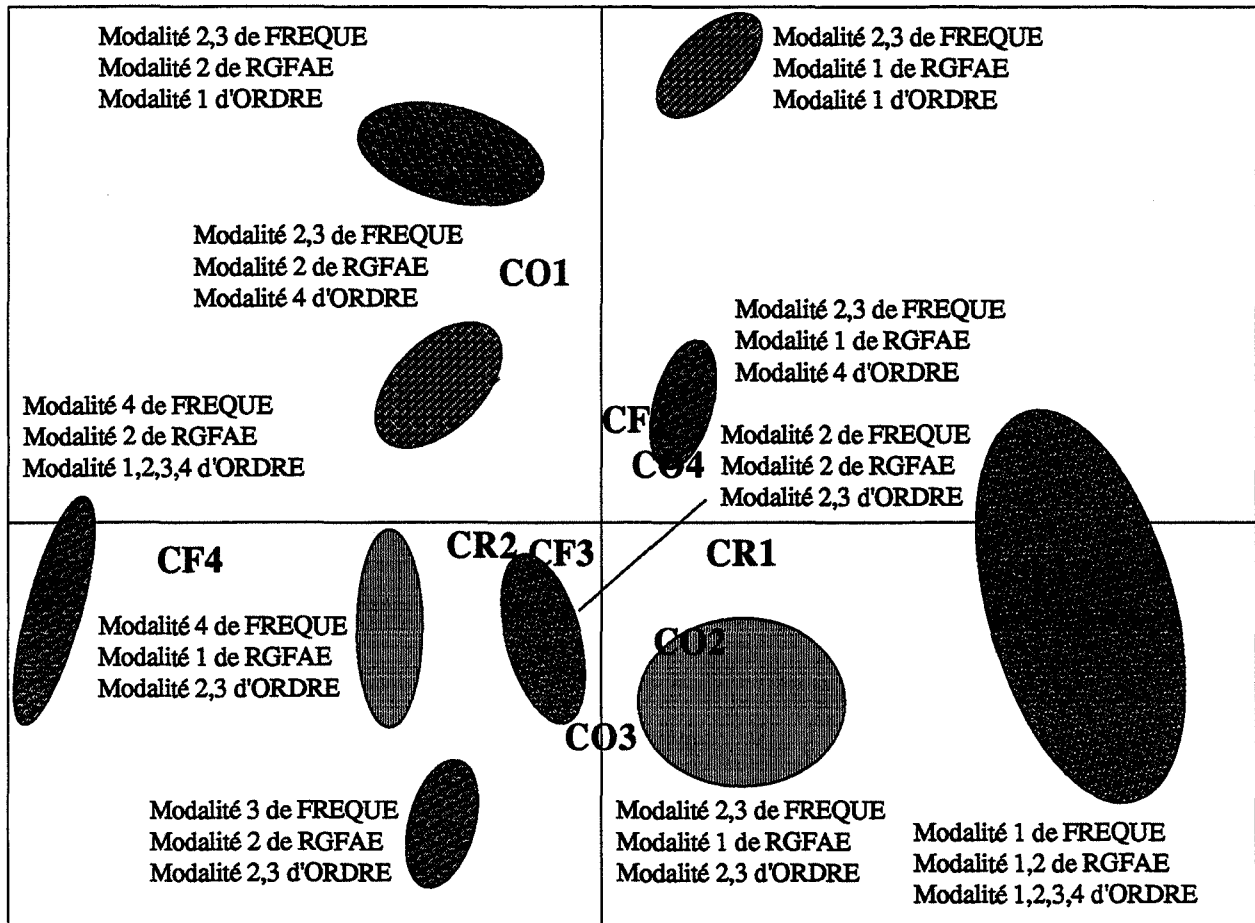 Modalité 2,3 de FREQUE
Modalité 2 de RGFAE
Modalité 1 d'ORDRE
Modalité 2,3 de FREQUE
Modalité 1 de RGFAE
Modalité 1 d'ORDRE
Modalité 2,3 de FREQUE
Modalité 2 de RGFAE
Modalité 4 d'ORDRE
CO1
Modalité 2,3 de FREQUE
Modalité 1 de RGFAE
Modalité 4 d'ORDRE
Modalité 4 de FREQUE
Modalité 2 de RGFAE
Modalité 1,2,3,4 d'ORDRE
CF
CO4
Modalité 2 de FREQUE
Modalité 2 de RGFAE
Modalité 2,3 d'ORDRE
CF4
CR2
CF3
CR1
Modalité 4 de FREQUE
Modalité 1 de RGFAE
Modalité 2,3 d'ORDRE
CO2
CO3
Modalité 3 de FREQUE
Modalité 2 de RGFAE
Modalité 2,3 d'ORDRE
Modalité 2,3 de FREQUE
Modalité 1 de RGFAE
Modalité 2,3 d'ORDRE
Modalité 1 de FREQUE
Modalité 1,2 de RGFAE
Modalité 1,2,3,4 d'ORDRE